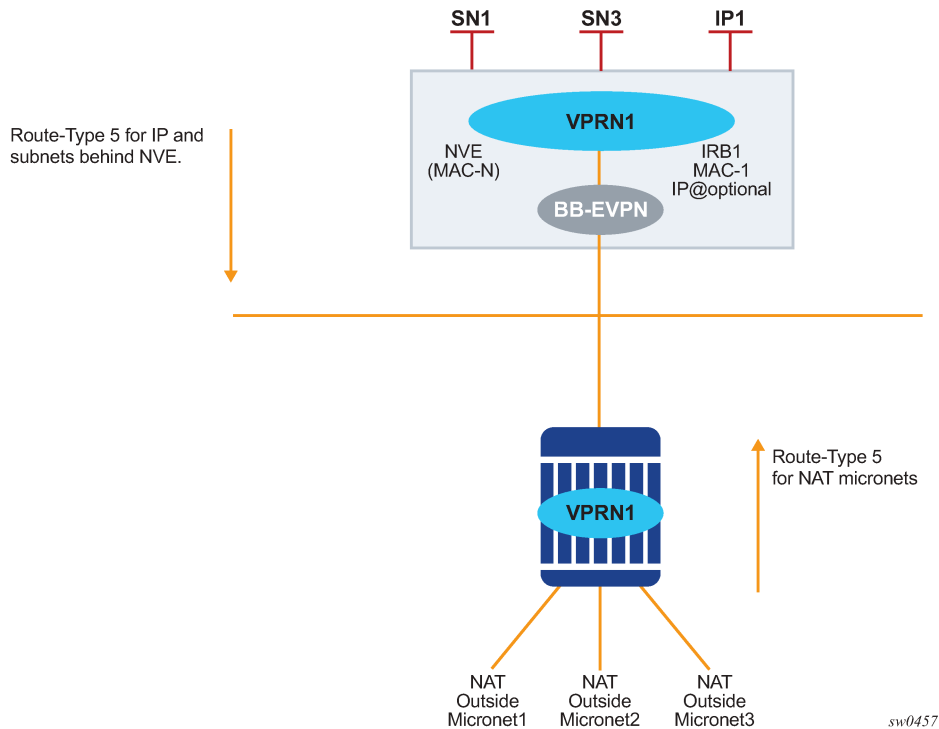 SN1
SN3
IP1
Route-Type 5 for IP and
subnets behind NVE.
VPRN1
NVE
(MAC-N)
IRB1
MAC-1
IP@optional
BB-EVPN
Route-Type 5
for NAT micronets
VPRN1
NAT
Outside
Micronet1
NAT
Outside
Micronet2
NAT
Outside
Micronet3
sw0457